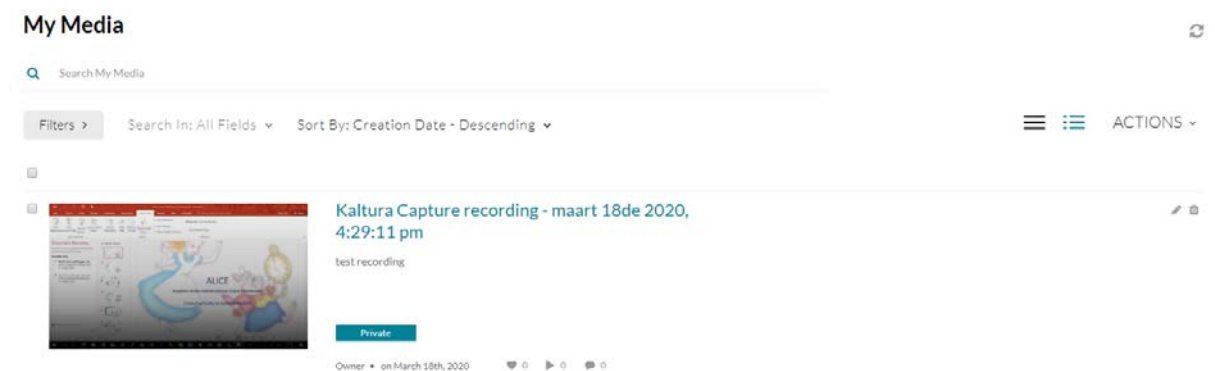 My Media
Search My Media
Filters > Search In: All Fields Sort By: Creation Date - Descending ACTIONS
Kaltura Capture recording - maart 18de 2020,
4:29:11 pm
test recording
ALICE
Private
Owner • on March 18th, 2020 0 0 0